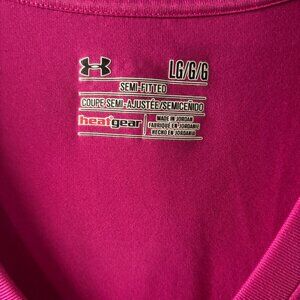 LG/G/G
SEMI-FITTED
COUPE SEMI-AJUSTÉE/SEMICEÑIDO
heatgear
MADE IN JORDAN
FABRIQUÉ EN JORDANIE
HECHO EN JORDANIA